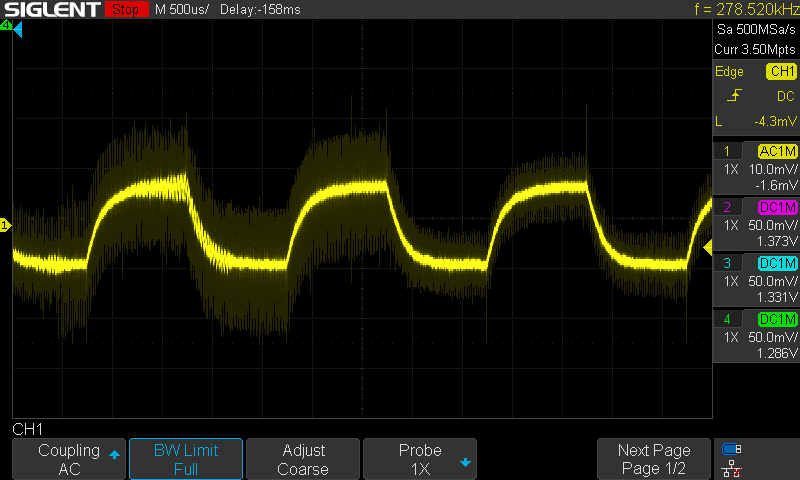 SIGLENT Stop M 500us/ Delay:-158ms f = 278.520kHz
Sa 500MSa/s
Curr 3.50Mpts
Edge CH1
DC
L -4.3mV
1 AC1M
1X 10.0mV/
-1.6mV
2 DC1M
1X 50.0mV/
1.373V
3 DC1M
1X 50.0mV/
1.331V
4 DC1M
1X 50.0mV/
1.286V
4
1
CH1
Coupling
AC
BW Limit
Full
Adjust
Coarse
Probe
1X
Next Page
Page 1/2